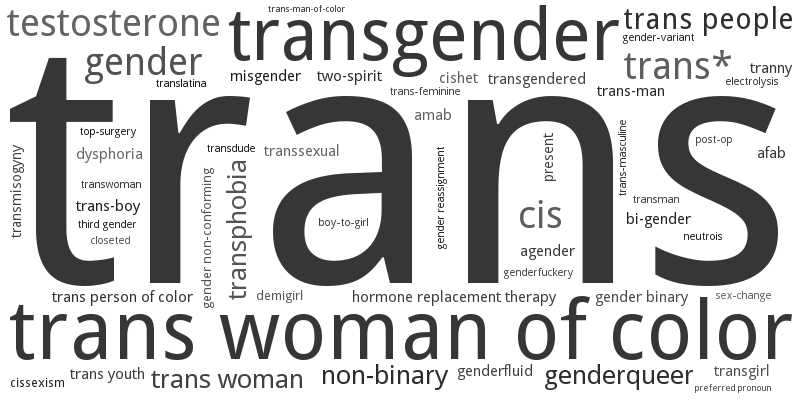 trans-man-of-color
testosterone
transgender
trans people
gender-variant
gender
misgender
two-spirit
cishet
transgendered
trans*
tranny
electrolysis
translatina
trans-feminine
trans-man
trans
top-surgery
dysphoria
transdude
transsexual
amab
present
trans-masculine
post-op
afab
transmisogyny
transwoman
trans-boy
third gender
closeted
gender non-conforming
transphobia
boy-to-girl
gender reassignment
cis
agender
genderfuckery
transman
bi-gender
neutrois
trans person of color
demigirl
hormone replacement therapy
gender binary
sex-change
trans woman of color
cissexism
trans youth
trans woman
non-binary
genderfluid
genderqueer
transgirl
preferred pronoun